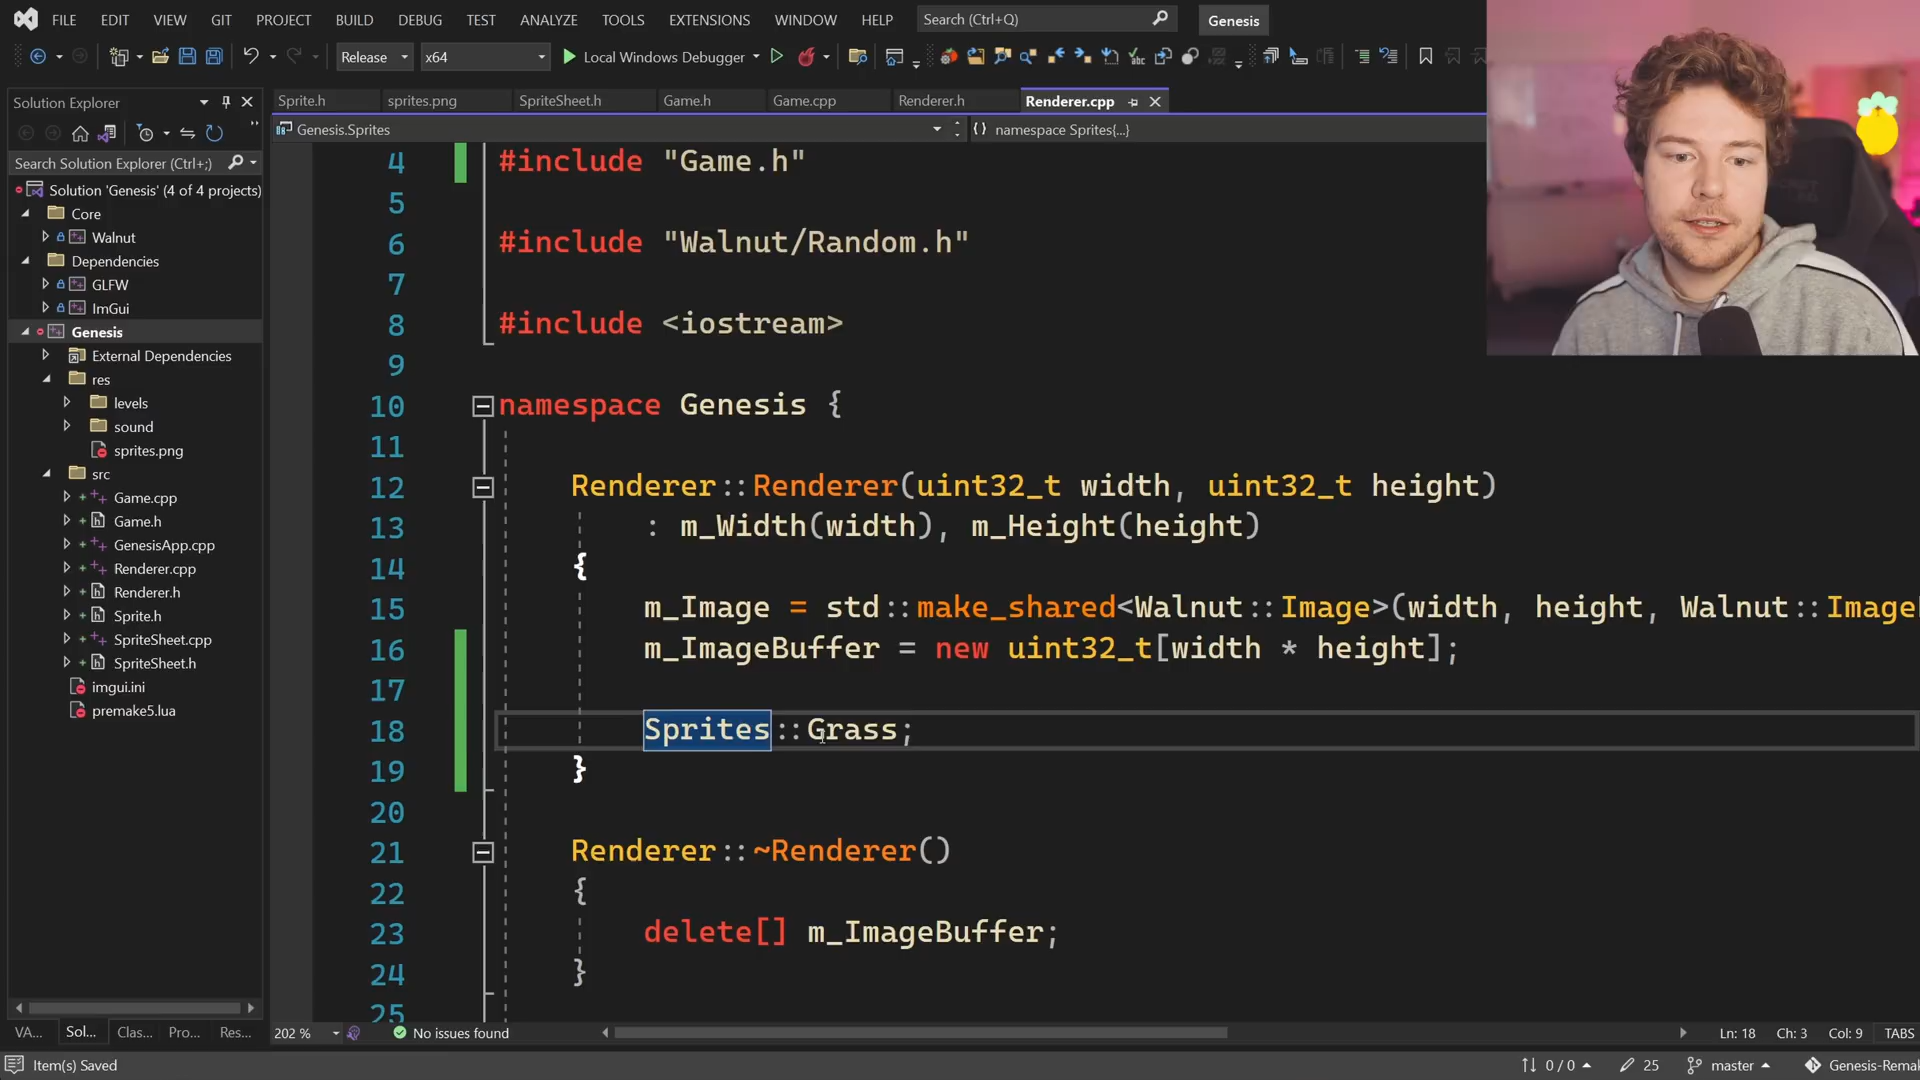 FILE EDIT VIEW GIT PROJECT BUILD DEBUG TEST ANALYZE TOOLS EXTENSIONS WINDOW HELP Search (Ctrl+Q) Genesis
Release x64 Local Windows Debugger
Solution Explorer
Sprite.h sprites.png SpriteSheet.h Game.h Game.cpp Renderer.h Renderer.cpp
Genesis.Sprites {} namespace Sprites{...}
Search Solution Explorer (Ctrl+;)
Solution 'Genesis' (4 of 4 projects)
Core
Walnut
Dependencies
GLFW
ImGui
Genesis
External Dependencies
res
levels
sound
sprites.png
src
Game.cpp
Game.h
GenesisApp.cpp
Renderer.cpp
Renderer.h
Sprite.h
SpriteSheet.cpp
SpriteSheet.h
imgui.ini
premake5.lua
VA... Sol... Clas... Pro... Res...
4 #include "Game.h"
5
6 #include "Walnut/Random.h"
7
8 #include <iostream>
9
10 namespace Genesis {
11
12 Renderer::Renderer(uint32_t width, uint32_t height)
13 : m_Width(width), m_Height(height)
14 {
15 m_Image = std::make_shared<Walnut::Image>(width, height, Walnut::Image
16 m_ImageBuffer = new uint32_t[width * height];
17
18 Sprites::Grass;
19 }
20
21 Renderer::~Renderer()
22 {
23 delete[] m_ImageBuffer;
24 }
25
202 % No issues found Ln: 18 Ch: 3 Col: 9 TABS
Item(s) Saved 0 / 0 25 master Genesis-Rema